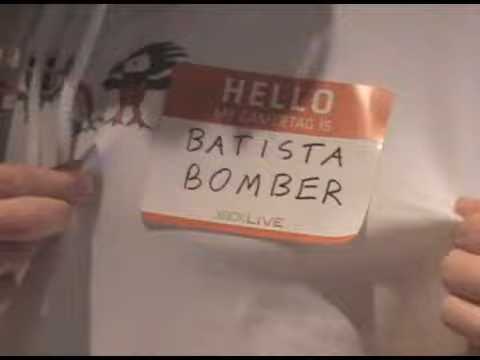 HELLO
MY GAMERTAG IS
BATISTA
BOMBER
XBOX LIVE